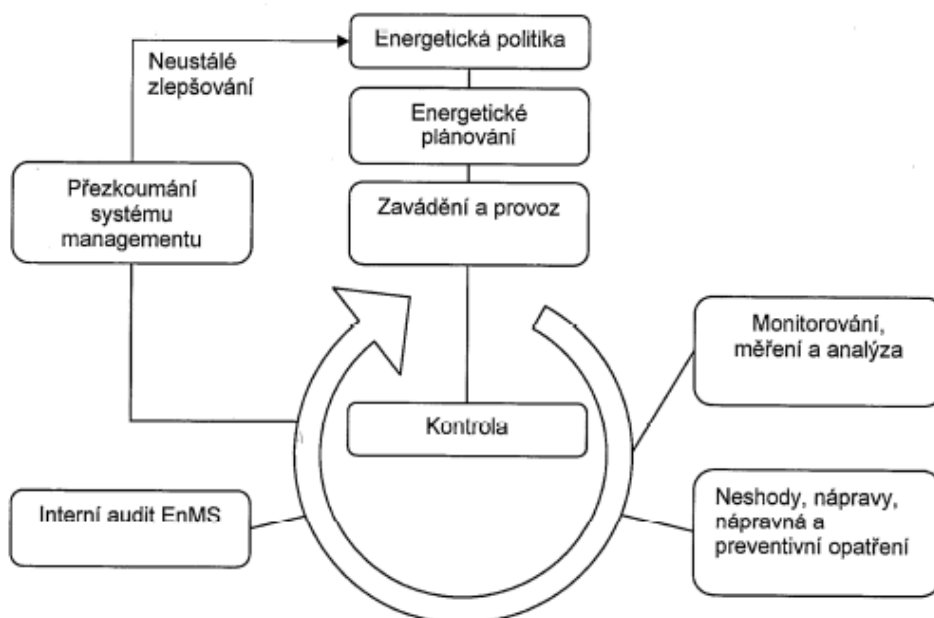 Energetická politika
Neustálé
zlepšování
Energetické
plánování
Přezkoumání
systému
managementu
Zavádění a provoz
Monitorování,
měření a analýza
Kontrola
Interní audit EnMS
Neshody, nápravy,
nápravná a
preventivní opatření